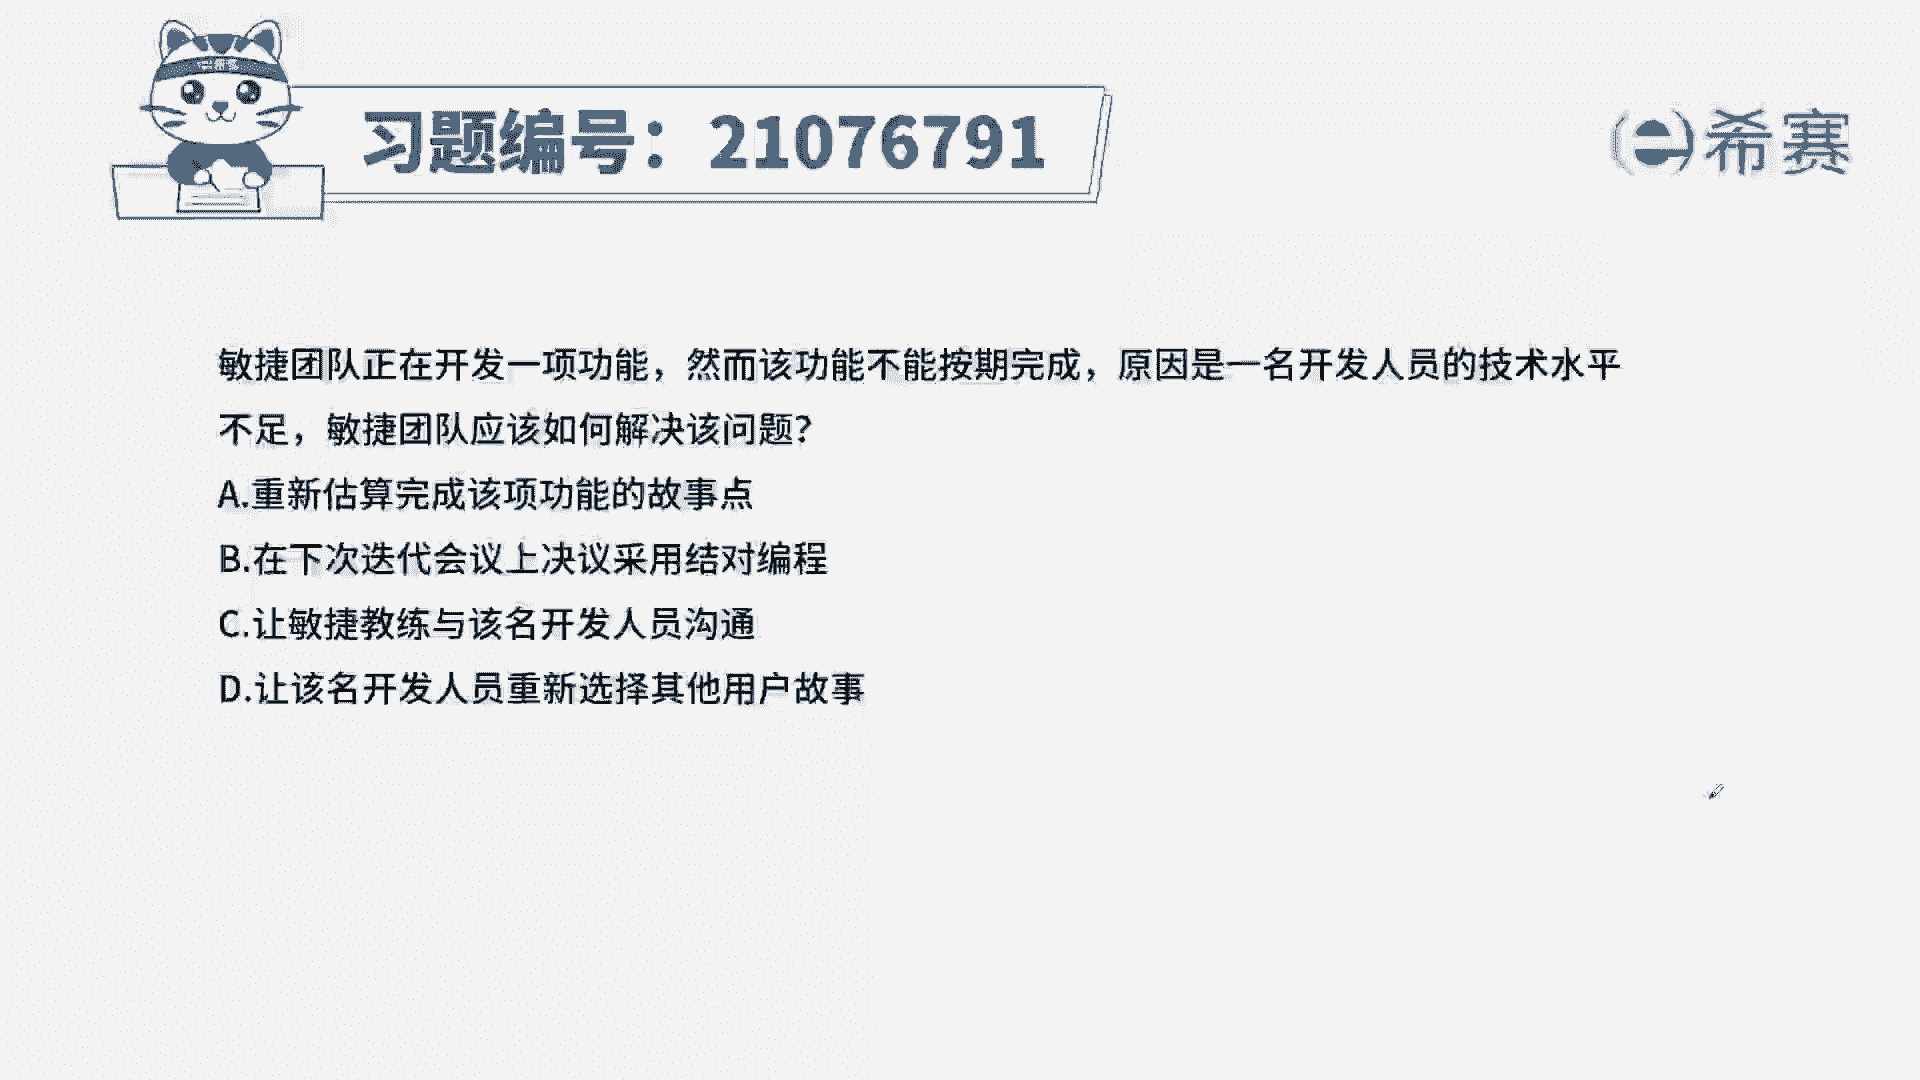 习题编号：21076791
希赛
敏捷团队正在开发一项功能，然而该功能不能按期完成，原因是一名开发人员的技术水平
不足，敏捷团队应该如何解决该问题？
A.重新估算完成该项功能的故事点
B.在下次迭代会议上决议采用结对编程
C.让敏捷教练与该名开发人员沟通
D.让该名开发人员重新选择其他用户故事